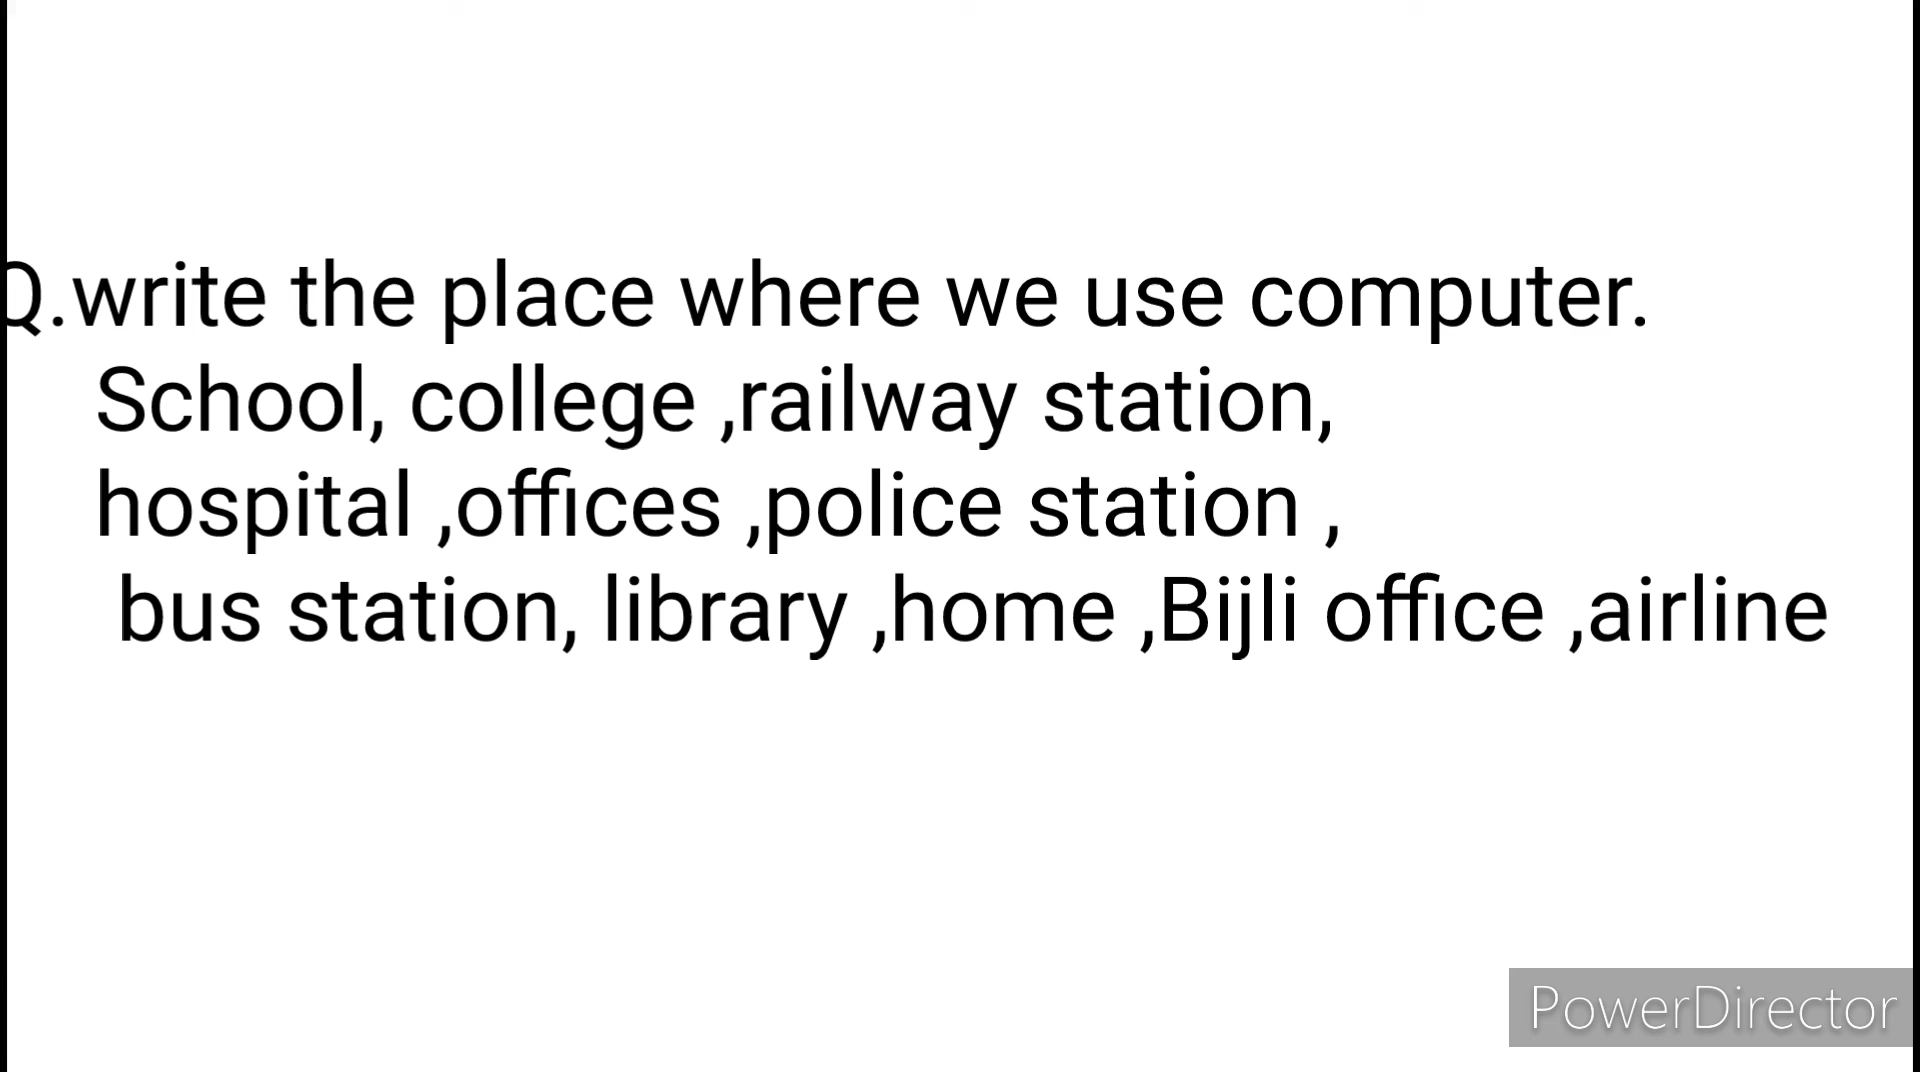 Q.write the place where we use computer.
School, college ,railway station,
hospital ,offices ,police station ,
bus station, library ,home ,Bijli office ,airline
PowerDirector